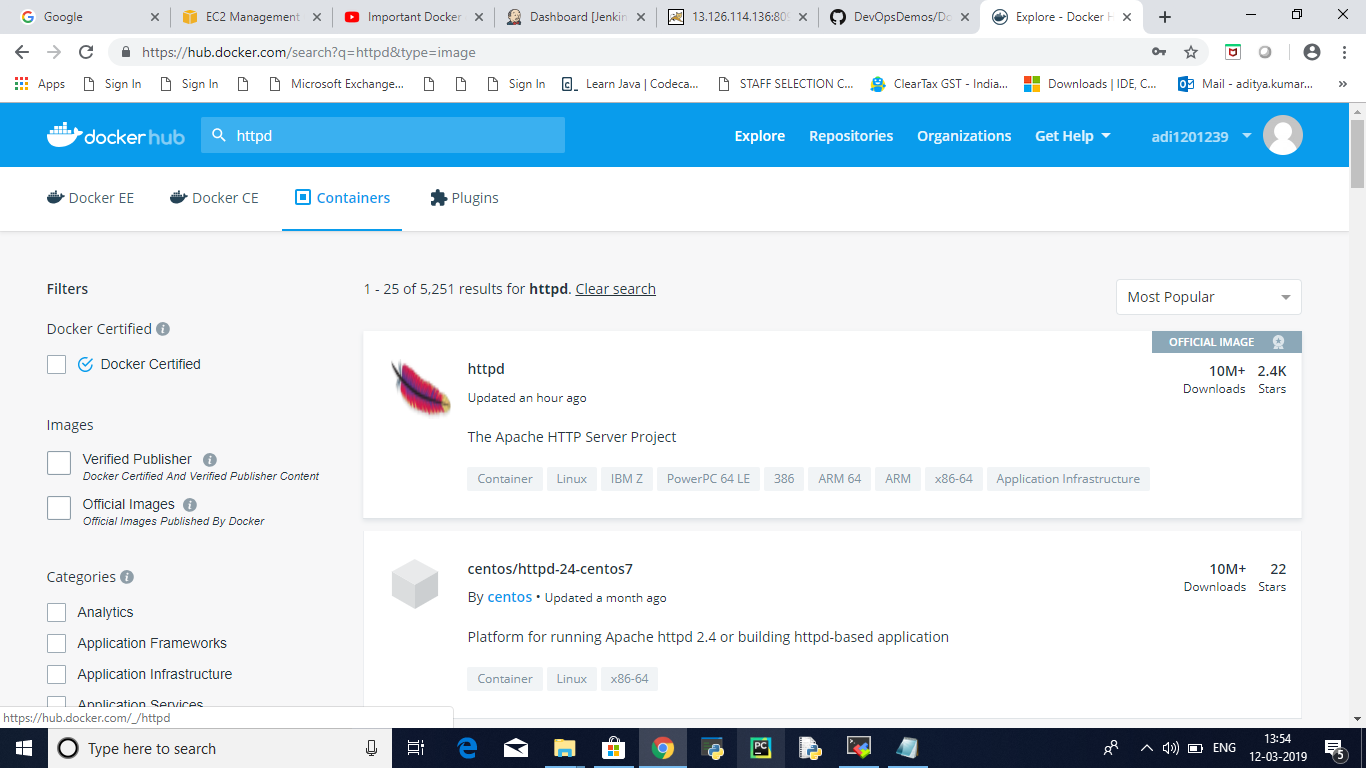 Google
EC2 Management
Important Docker
Dashboard [Jenkin
13.126.114.136:809
DevOpsDemos/Do
Explore - Docker H
https://hub.docker.com/search?q=httpd&type=image
Apps
Sign In
Sign In
Microsoft Exchange...
Sign In
Learn Java | Codeca...
STAFF SELECTION C...
ClearTax GST - India...
Downloads | IDE, C...
Mail - aditya.kumar...
»
docker hub
httpd
Explore
Repositories
Organizations
Get Help
adi1201239
Docker EE
Docker CE
Containers
Plugins
Filters
1 - 25 of 5,251 results for httpd. Clear search
Most Popular
Docker Certified
Docker Certified
Images
Verified Publisher
Docker Certified And Verified Publisher Content
Official Images
Official Images Published By Docker
Categories
Analytics
Application Frameworks
Application Infrastructure
Application Services
OFFICIAL IMAGE
httpd
10M+ 2.4K
Downloads Stars
Updated an hour ago
The Apache HTTP Server Project
Container
Linux
IBM Z
PowerPC 64 LE
386
ARM 64
ARM
x86-64
Application Infrastructure
centos/httpd-24-centos7
10M+ 22
Downloads Stars
By centos • Updated a month ago
Platform for running Apache httpd 2.4 or building httpd-based application
Container
Linux
x86-64
https://hub.docker.com/_/httpd
Type here to search
PC
ENG
13:54
12-03-2019
5